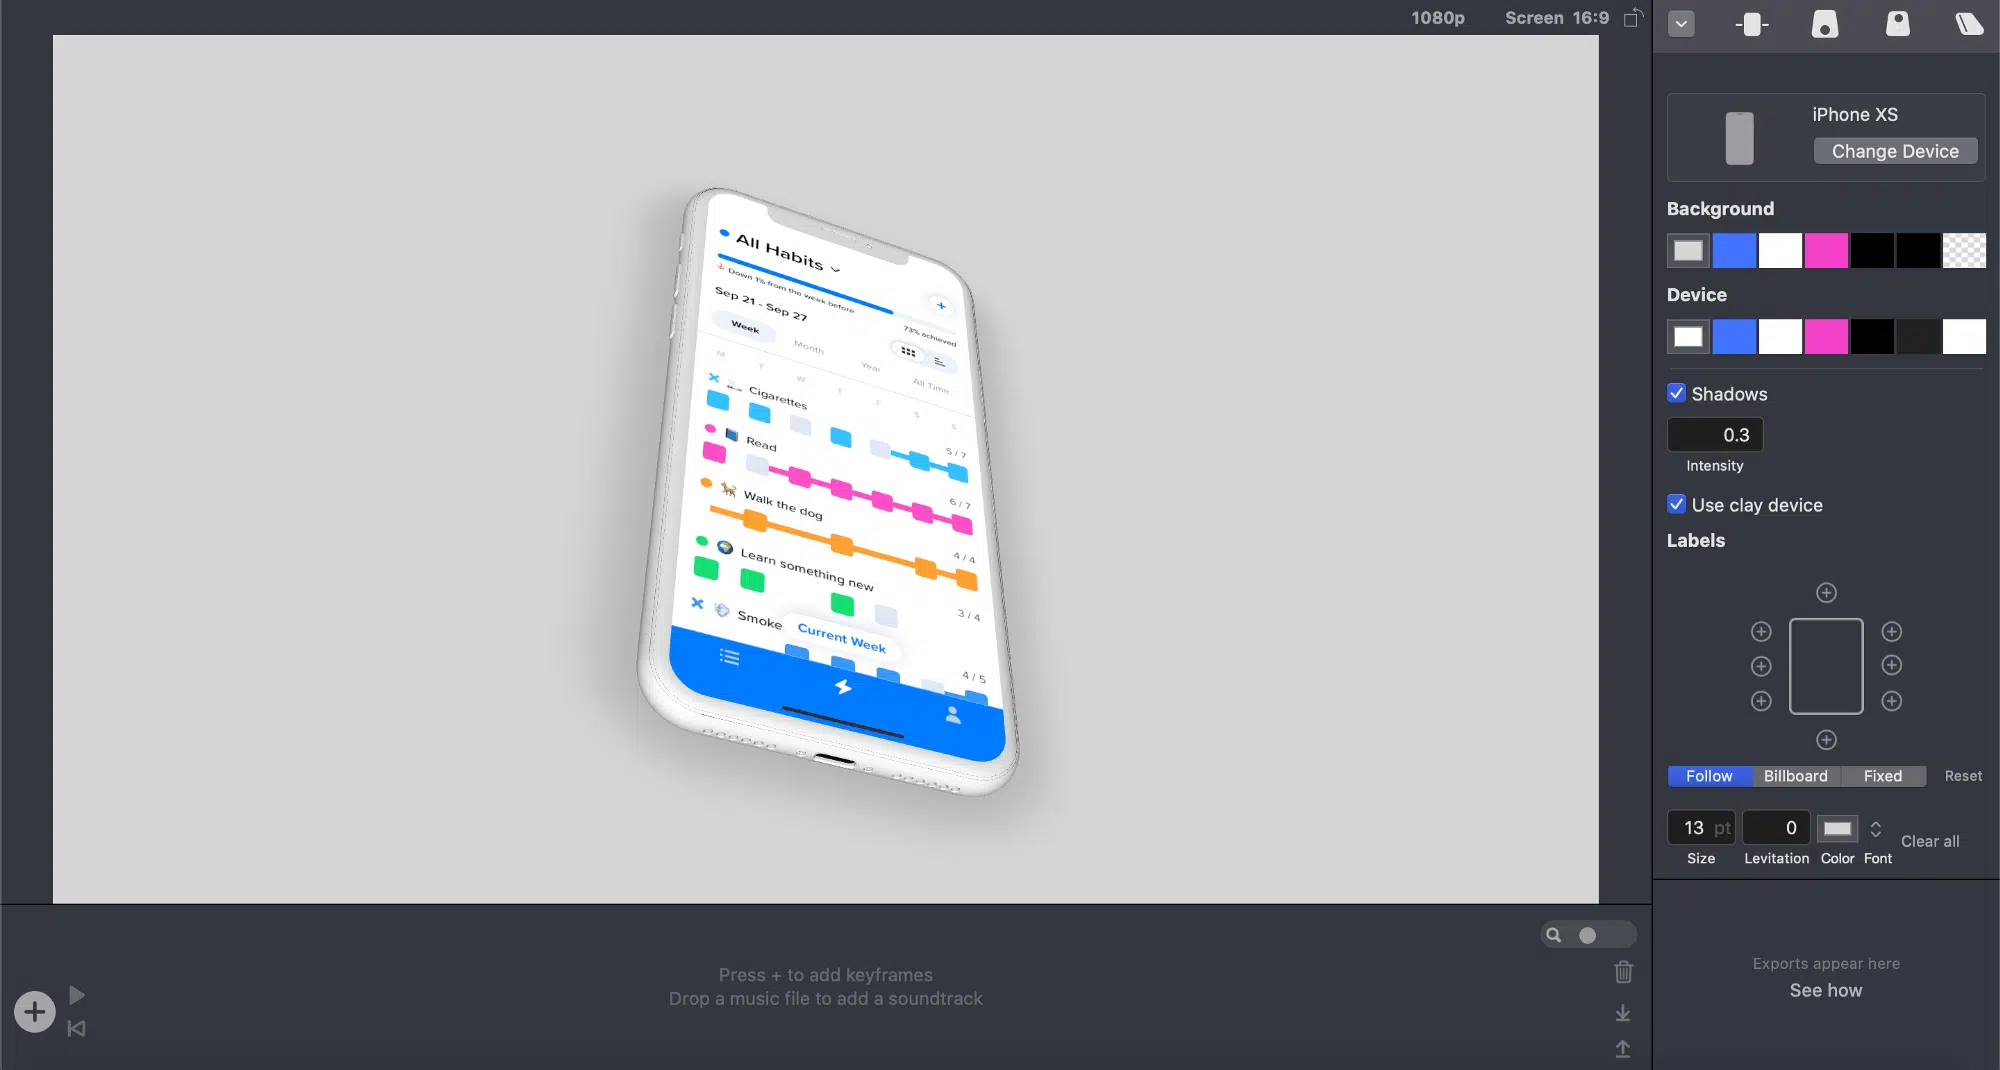 1080p Screen 16:9
iPhone XS
Change Device
Background
Device
Shadows
0.3
Intensity
Use clay device
Labels
Follow Billboard Fixed Reset
13 pt 0 Clear all
Size Levitation Color Font
Exports appear here
See how
All Habits
Down 1% from the week before
73% achieved
Sep 21 - Sep 27
Week Month Year All Time
M T W T F S S
Cigarettes
5 / 7
Read
6 / 7
Walk the dog
4 / 4
Learn something new
3 / 4
Smoke
Current Week
4 / 5
Press + to add keyframes
Drop a music file to add a soundtrack